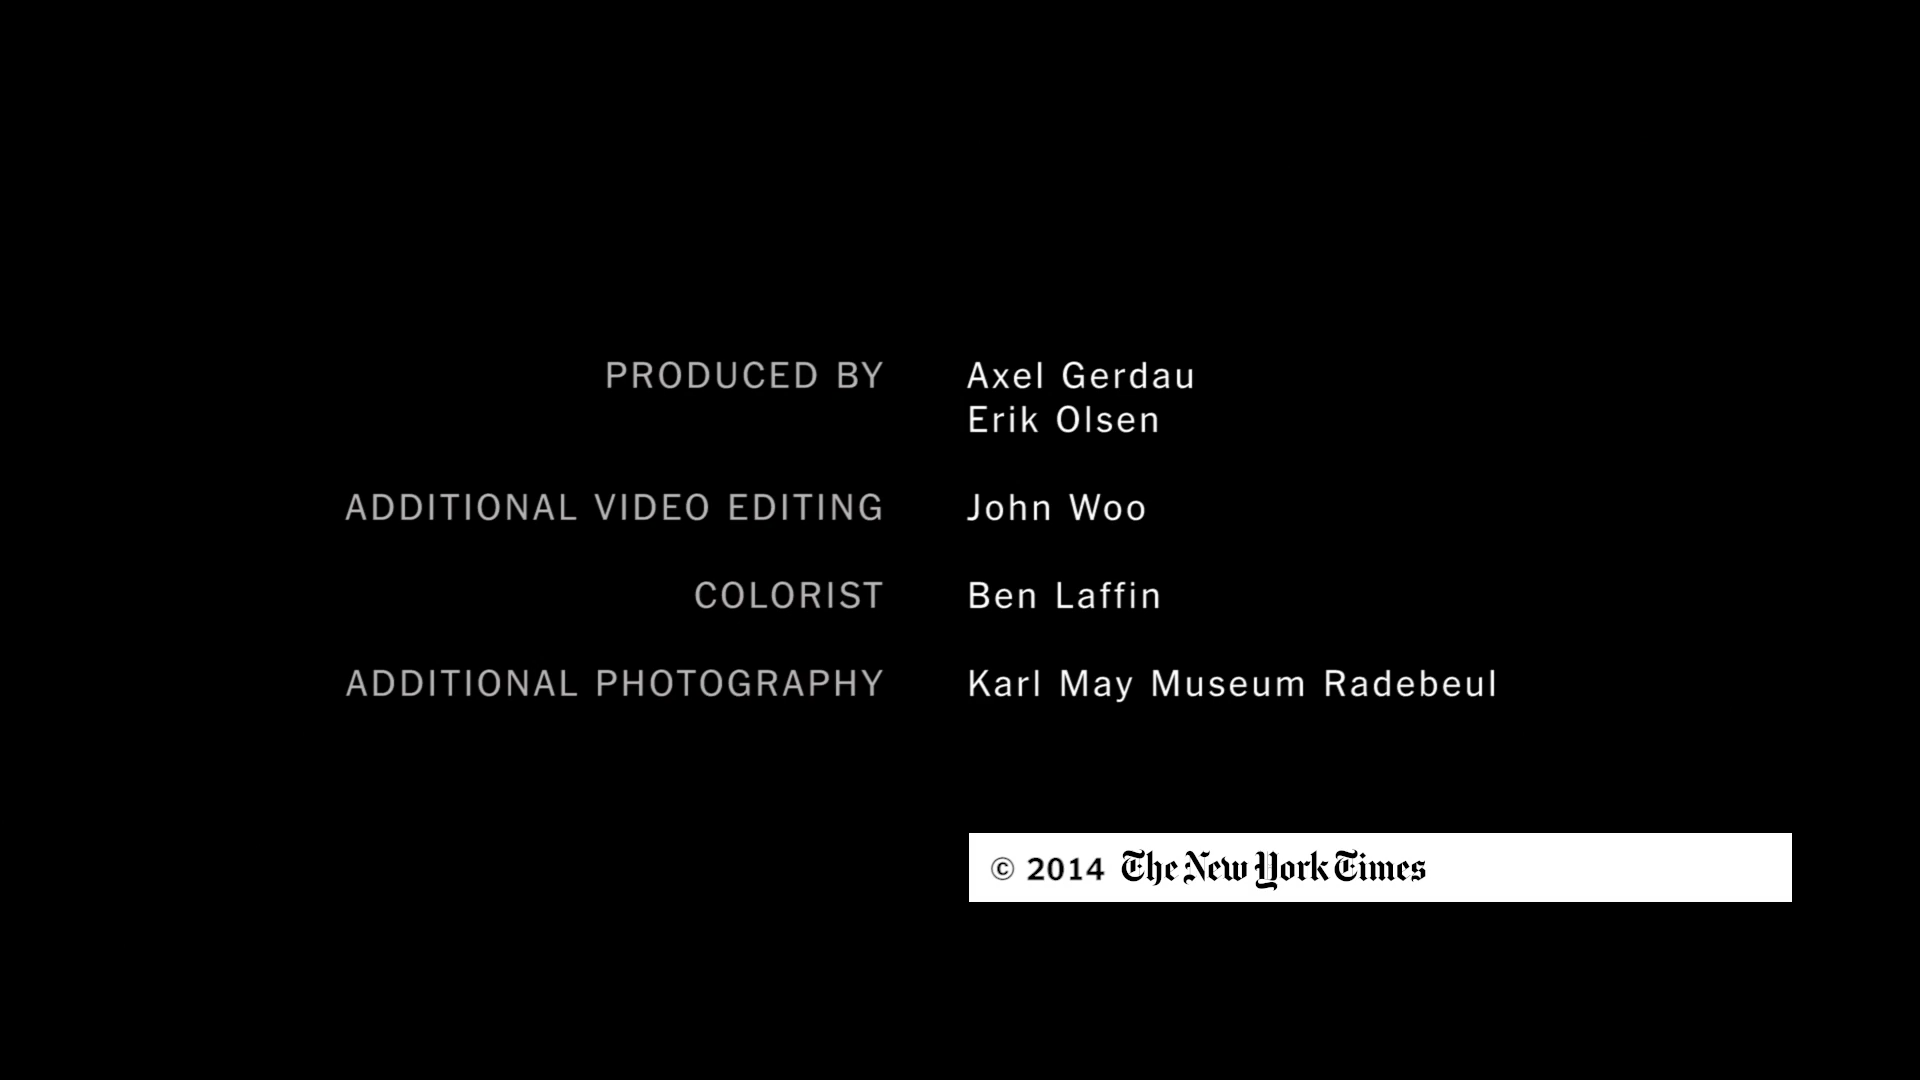 PRODUCED BY Axel Gerdau
Erik Olsen
ADDITIONAL VIDEO EDITING John Woo
COLORIST Ben Laffin
ADDITIONAL PHOTOGRAPHY Karl May Museum Radebeul
© 2014 The New York Times